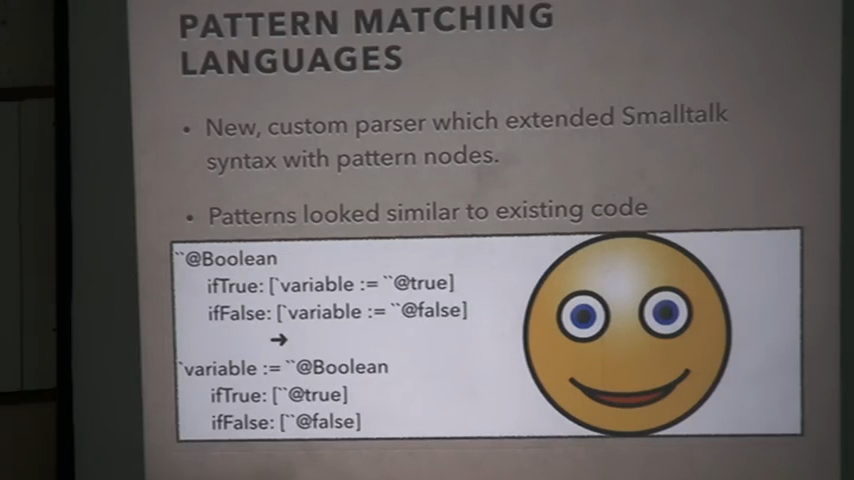 PATTERN MATCHING
LANGUAGES
• New, custom parser which extended Smalltalk
syntax with pattern nodes.
• Patterns looked similar to existing code
``@Boolean
ifTrue: [`variable := ``@true]
ifFalse: [`variable := ``@false]
➔
`variable := ``@Boolean
ifTrue: [``@true]
ifFalse: [``@false]